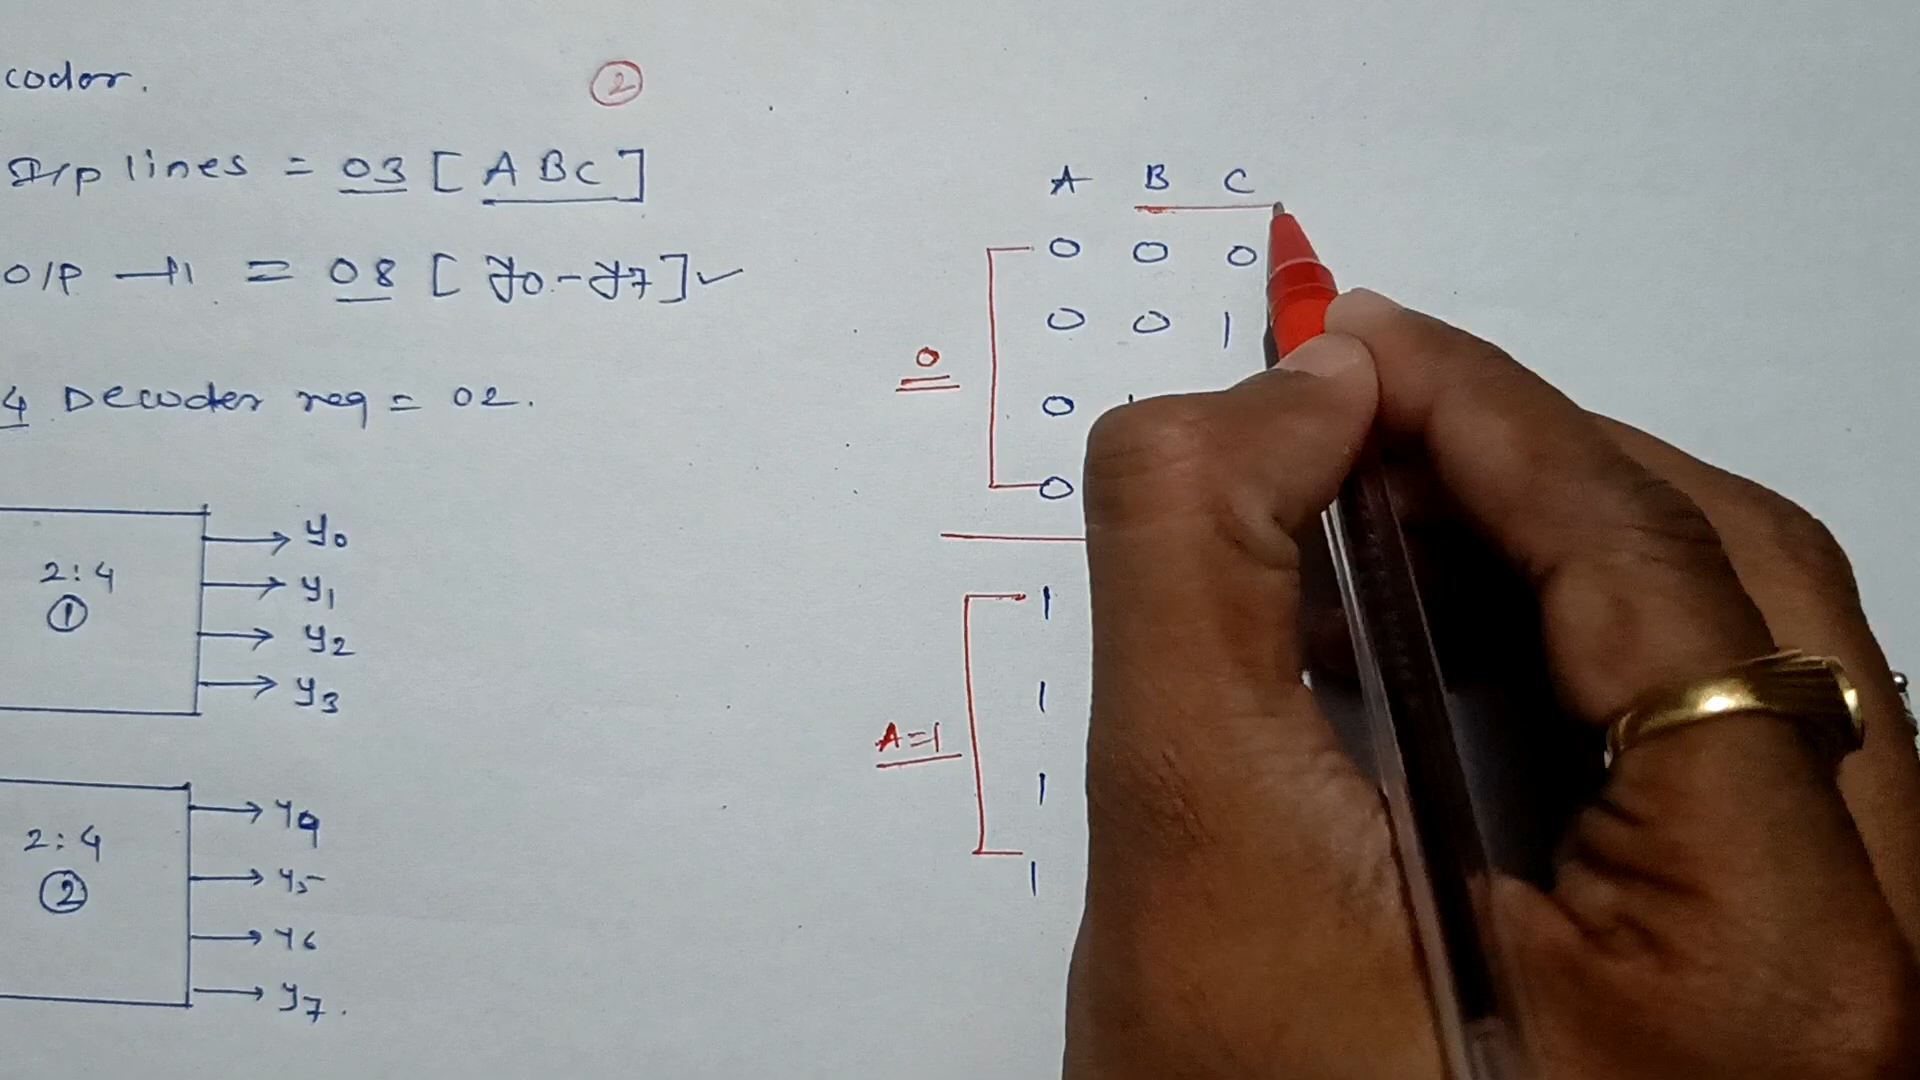 coder.
②
I/p lines = 03 [ A B C ]
O/P → = 08 [ y0 - y7 ] ✓
4 Decoder req = 02.
2:4
①
y0
y1
y2
y3
2:4
②
y4
y5
y6
y7.
A B C
0 0 0
0 0 1
0
0
0
1
A=1
1
1
1